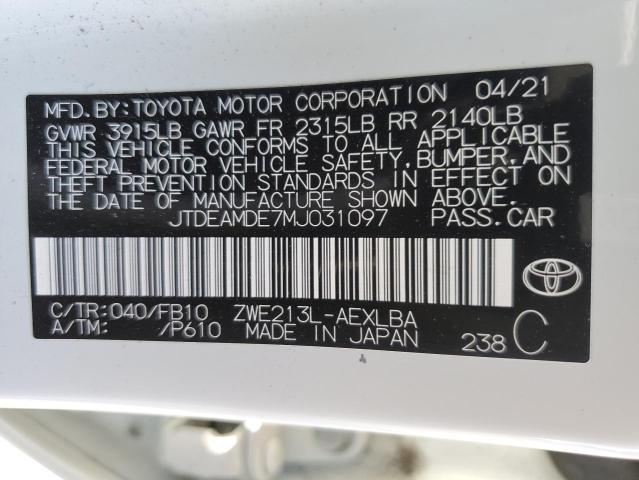 MFD.BY:TOYOTA MOTOR CORPORATION 04/21
GVWR 3915LB GAWR FR 2315LB RR 2140LB
THIS VEHICLE CONFORMS TO ALL APPLICABLE
FEDERAL MOTOR VEHICLE SAFETY,BUMPER,AND
THEFT PREVENTION STANDARDS IN EFFECT ON
THE DATE OF MANUFACTURE SHOWN ABOVE.
JTDEAMDE7MJ031097 PASS.CAR
C/TR:040/FB10 ZWE213L-AEXLBA
A/TM: /P610 MADE IN JAPAN 238 C